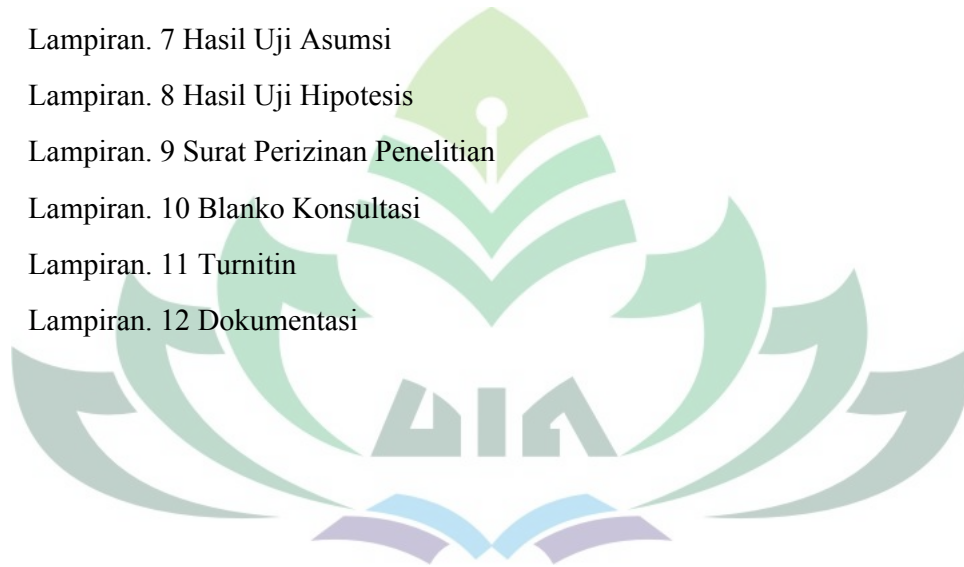 Lampiran. 7 Hasil Uji Asumsi
Lampiran. 8 Hasil Uji Hipotesis
Lampiran. 9 Surat Perizinan Penelitian
Lampiran. 10 Blanko Konsultasi
Lampiran. 11 Turnitin
Lampiran. 12 Dokumentasi
UIN